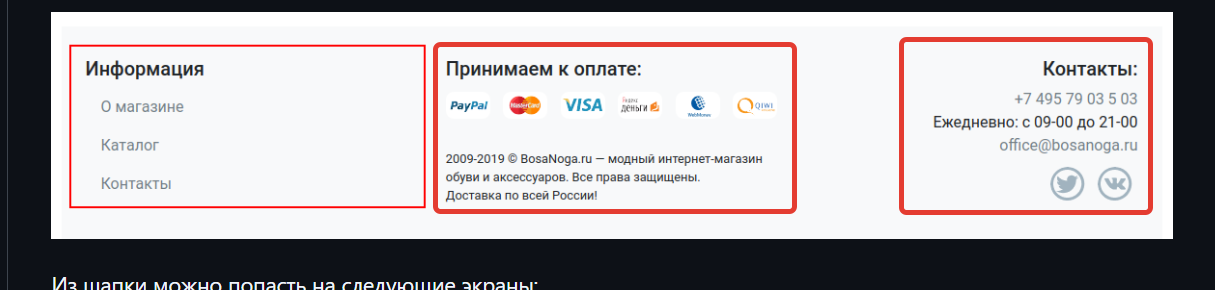 Информация
О магазине
Каталог
Контакты
Принимаем к оплате:
PayPal MasterCard VISA Яндекс деньги WebMoney QIWI
2009-2019 © BosaNoga.ru — модный интернет-магазин
обуви и аксессуаров. Все права защищены.
Доставка по всей России!
Контакты:
+7 495 79 03 5 03
Ежедневно: с 09-00 до 21-00
office@bosanoga.ru
Из шапки можно попасть на следующие экраны: